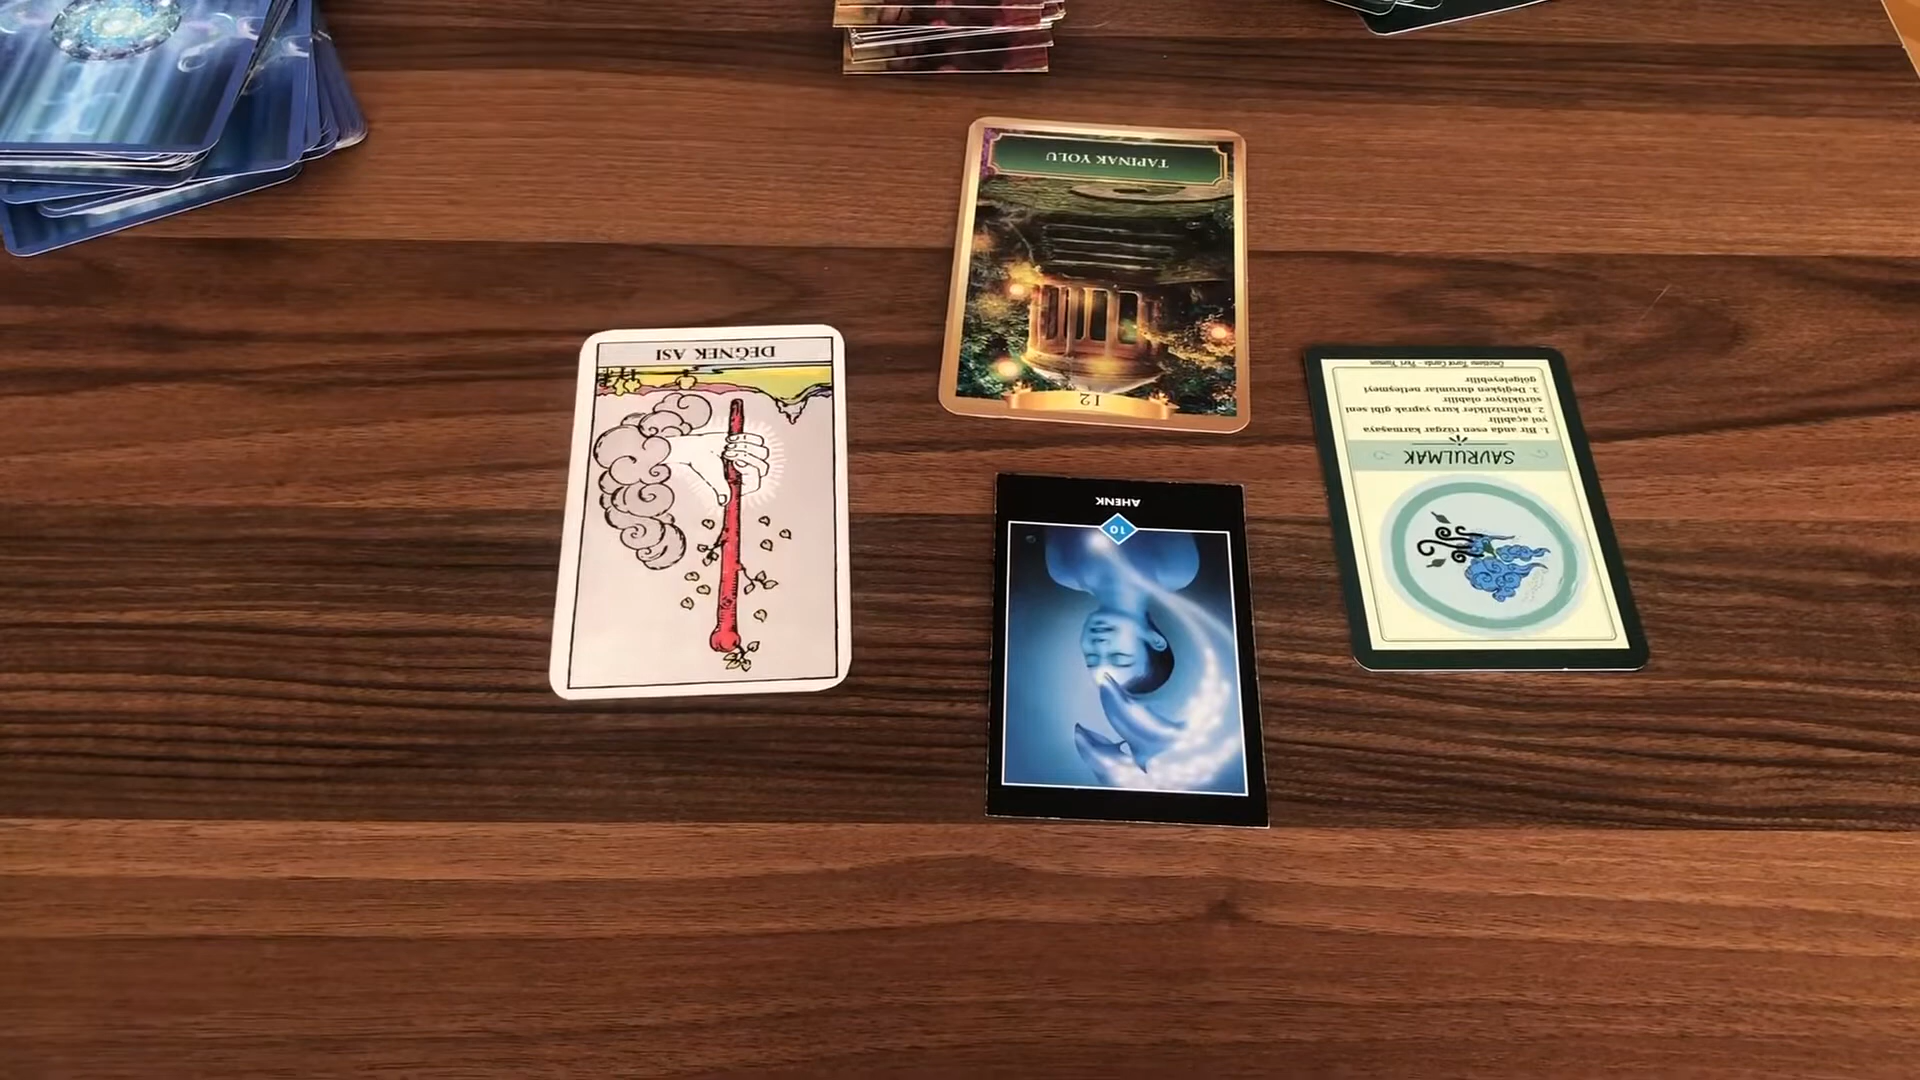 TAPINAK YOLU
12
DEĞNEK ASI
AHENK
10
SAVRULMAK
1. Bir anda esen rüzgar karmaşaya
yol açabilir
2. Belirsizlikler kuru yaprak gibi seni
sürüklüyor olabilir
3. Değişken durumlar netleşmeyi
gölgeleyebilir